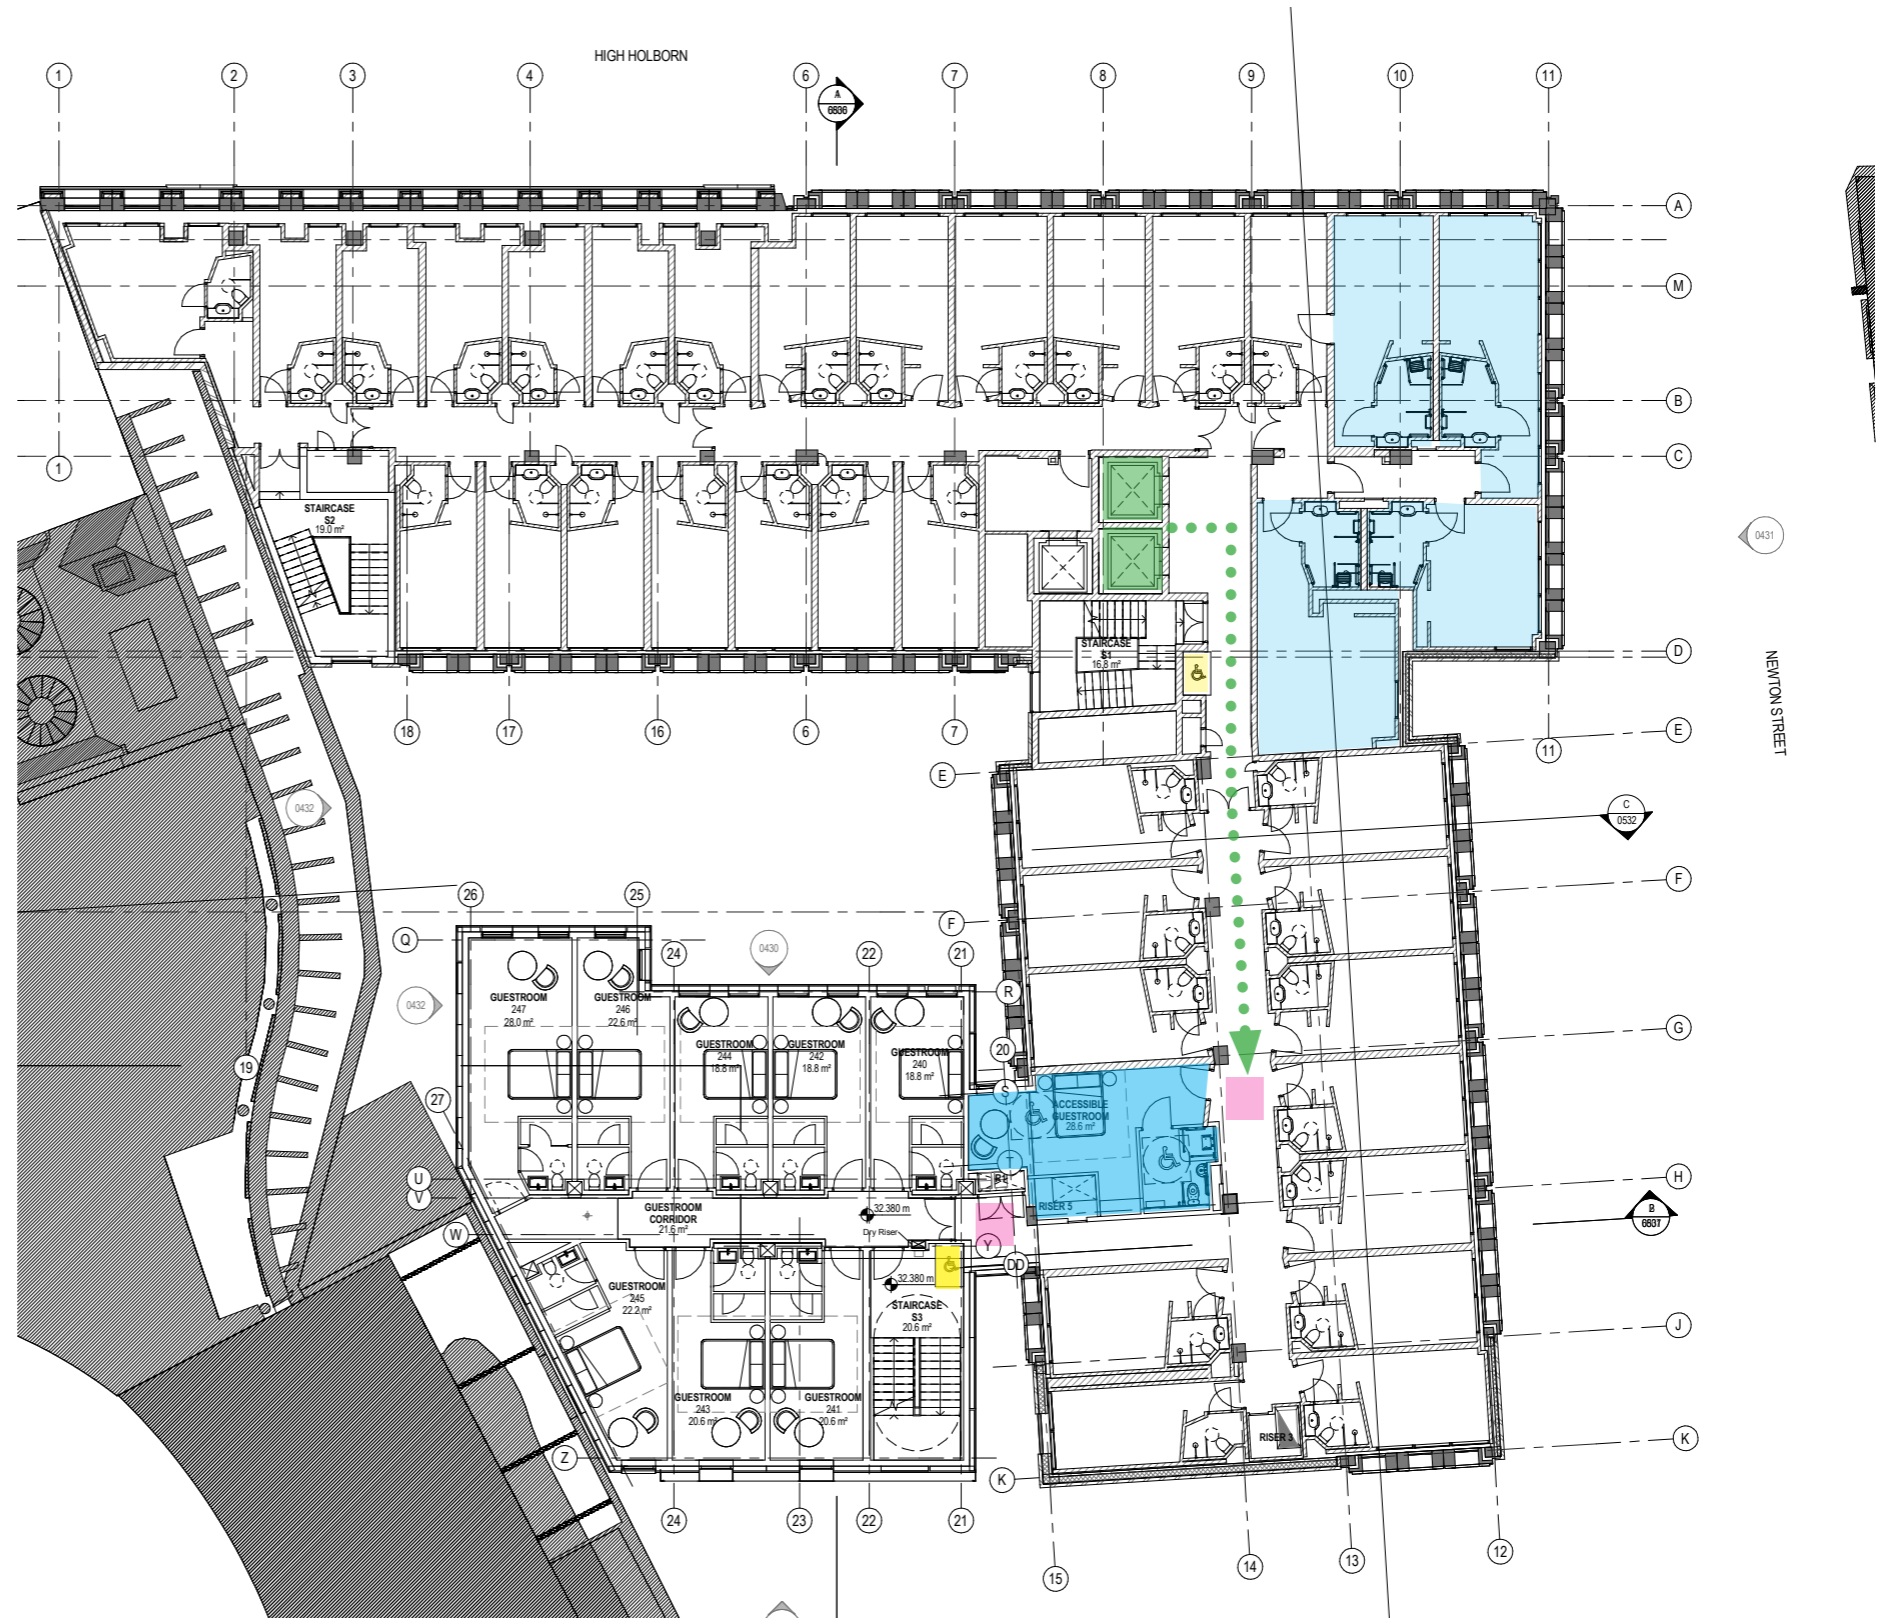 HIGH HOLBORN
1
2
3
4
6
7
8
9
10
11
A
6636
A
M
B
C
1
STAIRCASE
S2
19.0 m²
0431
STAIRCASE
S1
16.8 m²
D
NEWTON STREET
18
17
16
6
7
11
E
E
0432
C
0532
26
25
F
F
Q
24
0430
22
21
0432
R
GUESTROOM
247
28.0 m²
GUESTROOM
246
22.6 m²
G
GUESTROOM
244
18.8 m²
GUESTROOM
242
18.8 m²
GUESTROOM
240
18.8 m²
20
19
S
27
ACCESSIBLE
GUESTROOM
28.6 m²
T
U
V
H
GUESTROOM
CORRIDOR
21.6 m²
32.380 m
RISER 5
W
Dry Riser
Y
DD
B
32.380 m
GUESTROOM
245
22.2 m²
STAIRCASE
S3
20.6 m²
J
GUESTROOM
243
20.6 m²
GUESTROOM
241
20.6 m²
RISER 3
K
Z
K
24
23
22
21
15
14
13
12